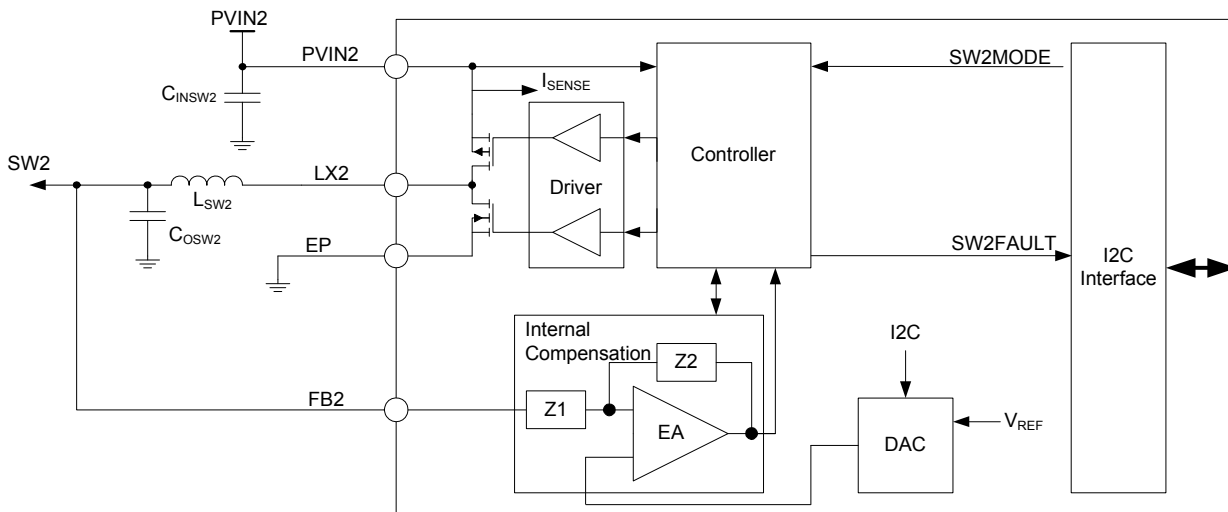 PVIN2
PVIN2
SW2MODE
CINSW2
ISENSE
Controller
SW2
LX2
Driver
LSW2
COSW2
EP
SW2FAULT
I2C
Interface
Internal
Compensation
I2C
Z2
FB2
Z1
EA
DAC
VREF